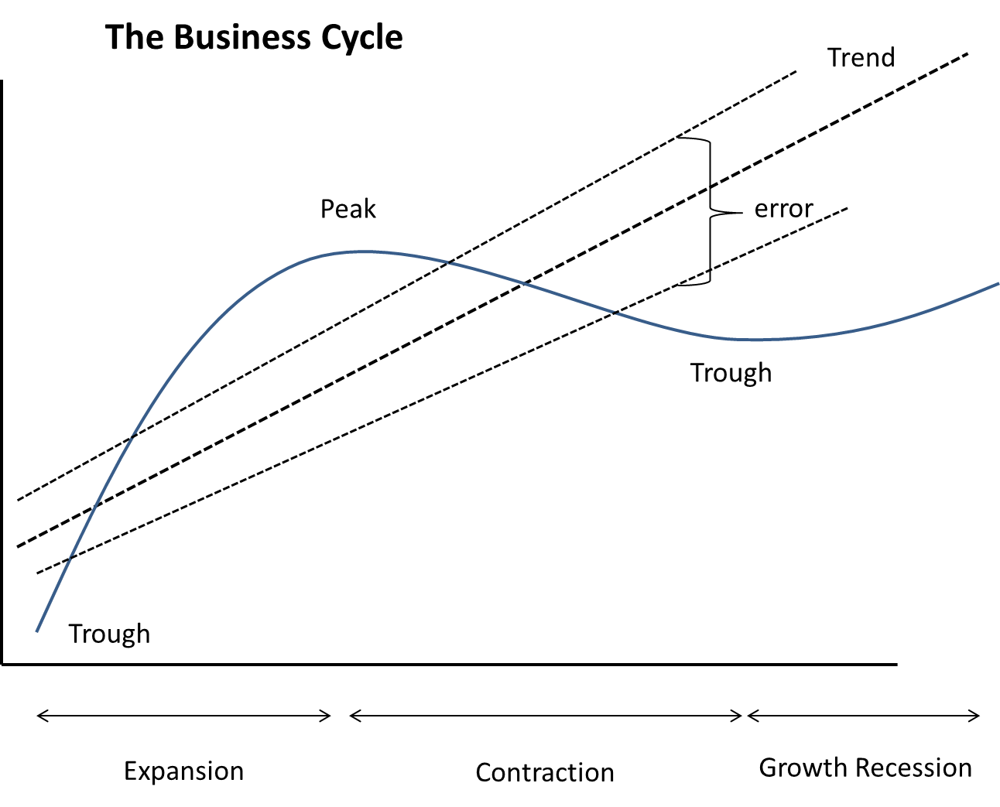 The Business Cycle
Trend
Peak
error
Trough
Trough
Expansion
Contraction
Growth Recession